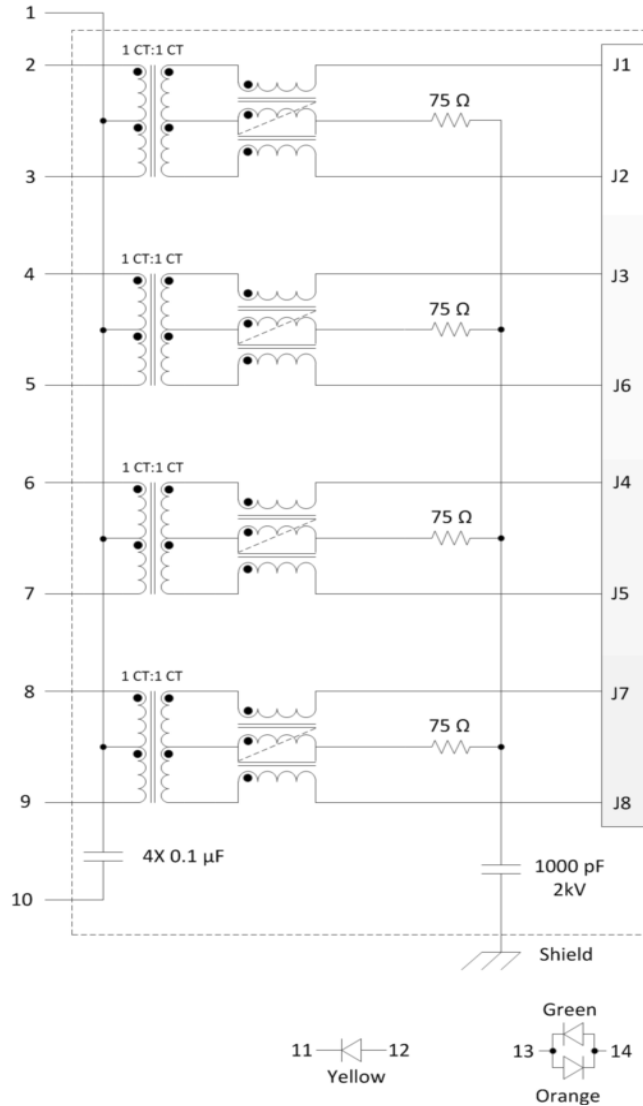 1
1 CT:1 CT
2
J1
75 Ω
3
J2
1 CT:1 CT
4
J3
75 Ω
5
J6
1 CT:1 CT
6
J4
75 Ω
7
J5
1 CT:1 CT
8
J7
75 Ω
9
J8
4X 0.1 µF
1000 pF
2kV
10
Shield
Green
11
12
13
14
Yellow
Orange